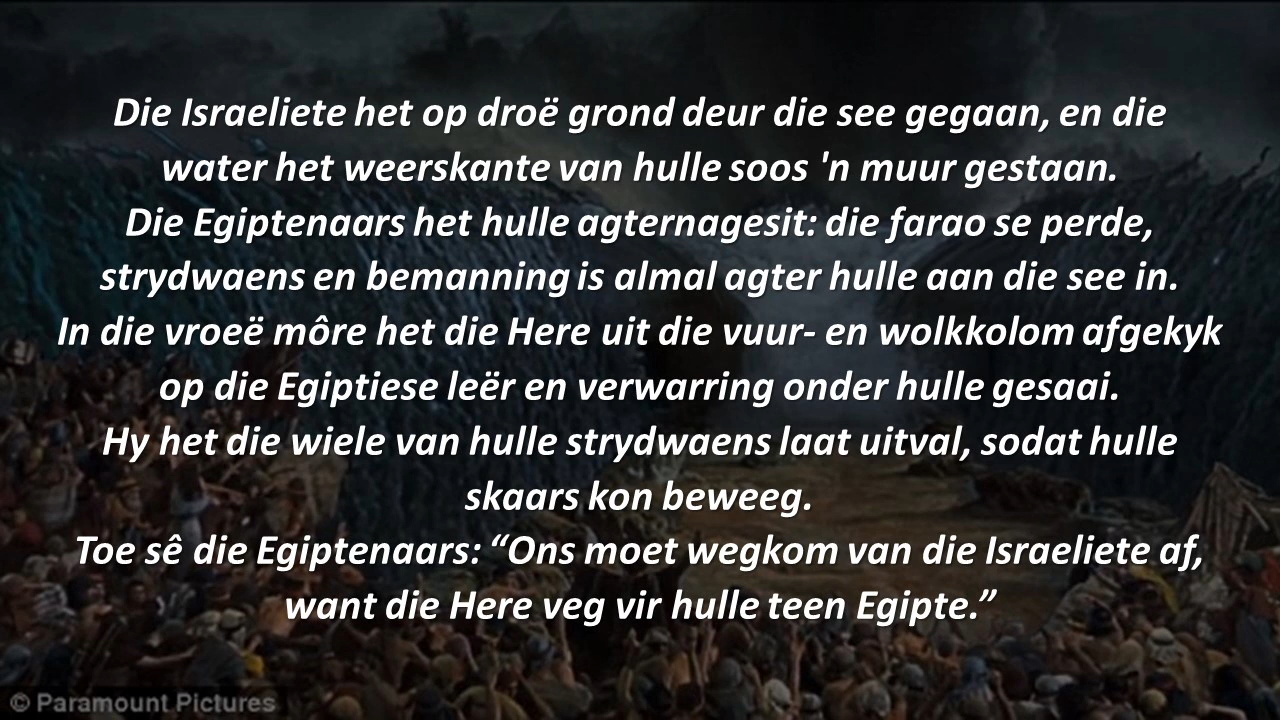 Die Israeliete het op droë grond deur die see gegaan, en die
water het weerskante van hulle soos 'n muur gestaan.
Die Egiptenaars het hulle agternagesit: die farao se perde,
strydwaens en bemanning is almal agter hulle aan die see in.
In die vroeë môre het die Here uit die vuur- en wolkkolom afgekyk
op die Egiptiese leër en verwarring onder hulle gesaai.
Hy het die wiele van hulle strydwaens laat uitval, sodat hulle
skaars kon beweeg.
Toe sê die Egiptenaars: “Ons moet wegkom van die Israeliete af,
want die Here veg vir hulle teen Egipte.”
© Paramount Pictures